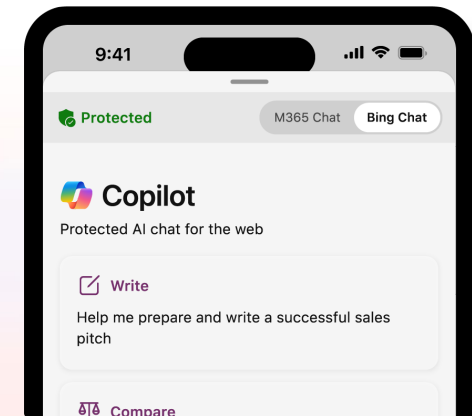 9:41
Protected
M365 Chat
Bing Chat
Copilot
Protected AI chat for the web
Write
Help me prepare and write a successful sales
pitch
Compare